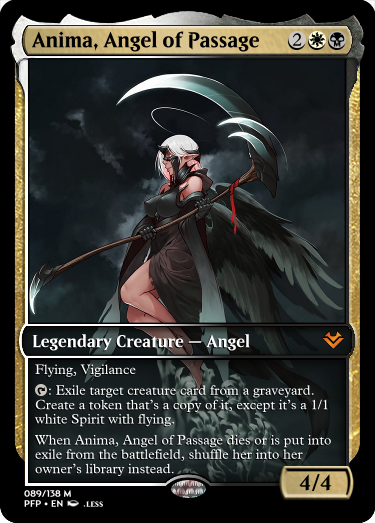 Anima, Angel of Passage 2
Legendary Creature — Angel
Flying, Vigilance
: Exile target creature card from a graveyard.
Create a token that's a copy of it, except it's a 1/1
white Spirit with flying.
When Anima, Angel of Passage dies or is put into
exile from the battlefield, shuffle her into her
owner's library instead.
4/4
089/138 M
PFP • EN .LESS